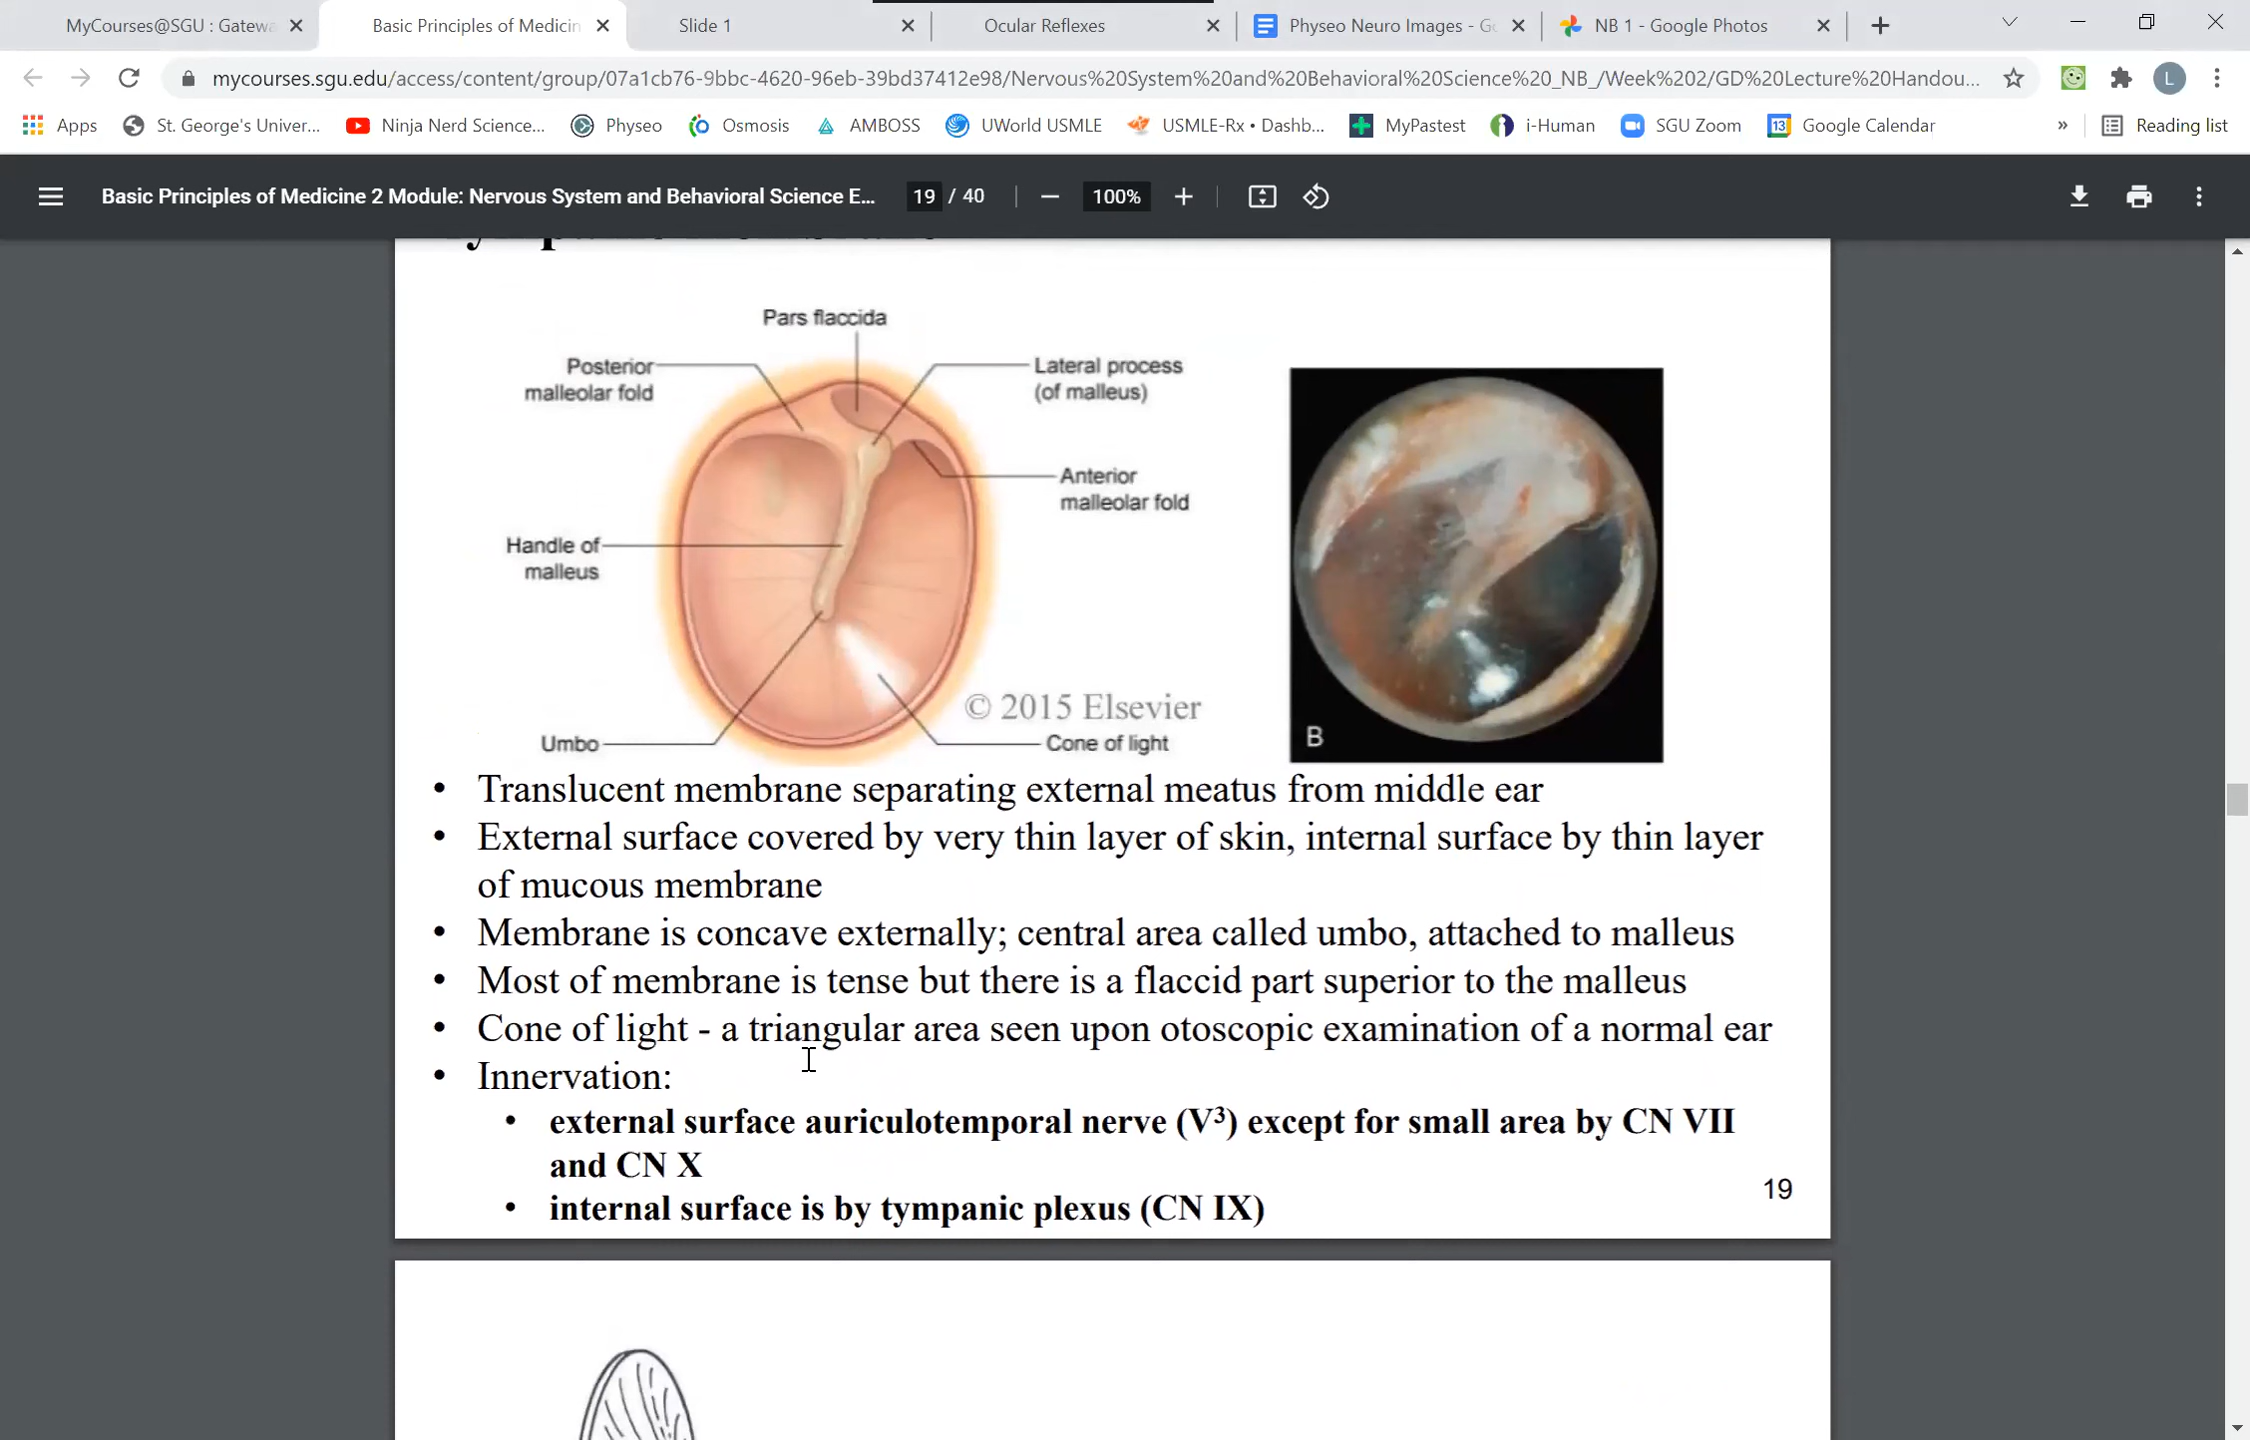 MyCourses@SGU : Gatewa
Basic Principles of Medicin
Slide 1
Ocular Reflexes
Physeo Neuro Images - Go
NB 1 - Google Photos
mycourses.sgu.edu/access/content/group/07a1cb76-9bbc-4620-96eb-39bd37412e98/Nervous%20System%20and%20Behavioral%20Science%20_NB_/Week%202/GD%20Lecture%20Handou...
L
Apps
St. George's Univer...
Ninja Nerd Science...
Physeo
Osmosis
AMBOSS
UWorld USMLE
USMLE-Rx • Dashb...
MyPastest
i-Human
SGU Zoom
13
Google Calendar
»
Reading list
Basic Principles of Medicine 2 Module: Nervous System and Behavioral Science E...
19 / 40
100%
Pars flaccida
Posterior
malleolar fold
Lateral process
(of malleus)
Anterior
malleolar fold
Handle of
malleus
© 2015 Elsevier
Umbo
Cone of light
B
• Translucent membrane separating external meatus from middle ear
• External surface covered by very thin layer of skin, internal surface by thin layer
of mucous membrane
• Membrane is concave externally; central area called umbo, attached to malleus
• Most of membrane is tense but there is a flaccid part superior to the malleus
• Cone of light - a triangular area seen upon otoscopic examination of a normal ear
• Innervation:
• external surface auriculotemporal nerve (V³) except for small area by CN VII
and CN X
• internal surface is by tympanic plexus (CN IX)
19